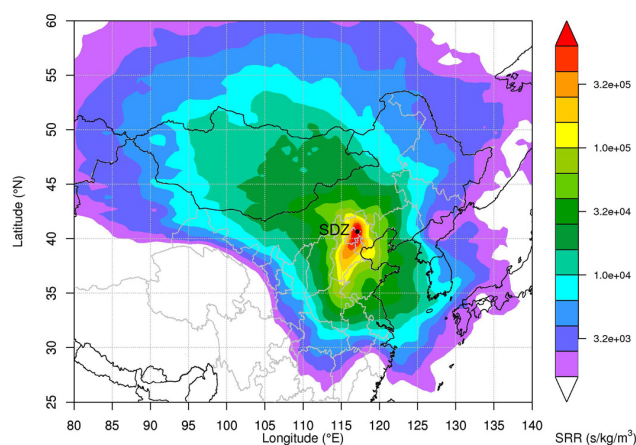 60
55
50
45
40
35
30
25
Latitude (°N)
80 85 90 95 100 105 110 115 120 125 130 135 140
Longitude (°E)
SDZ
3.2e+05
1.0e+05
3.2e+04
1.0e+04
3.2e+03
SRR (s/kg/m³)